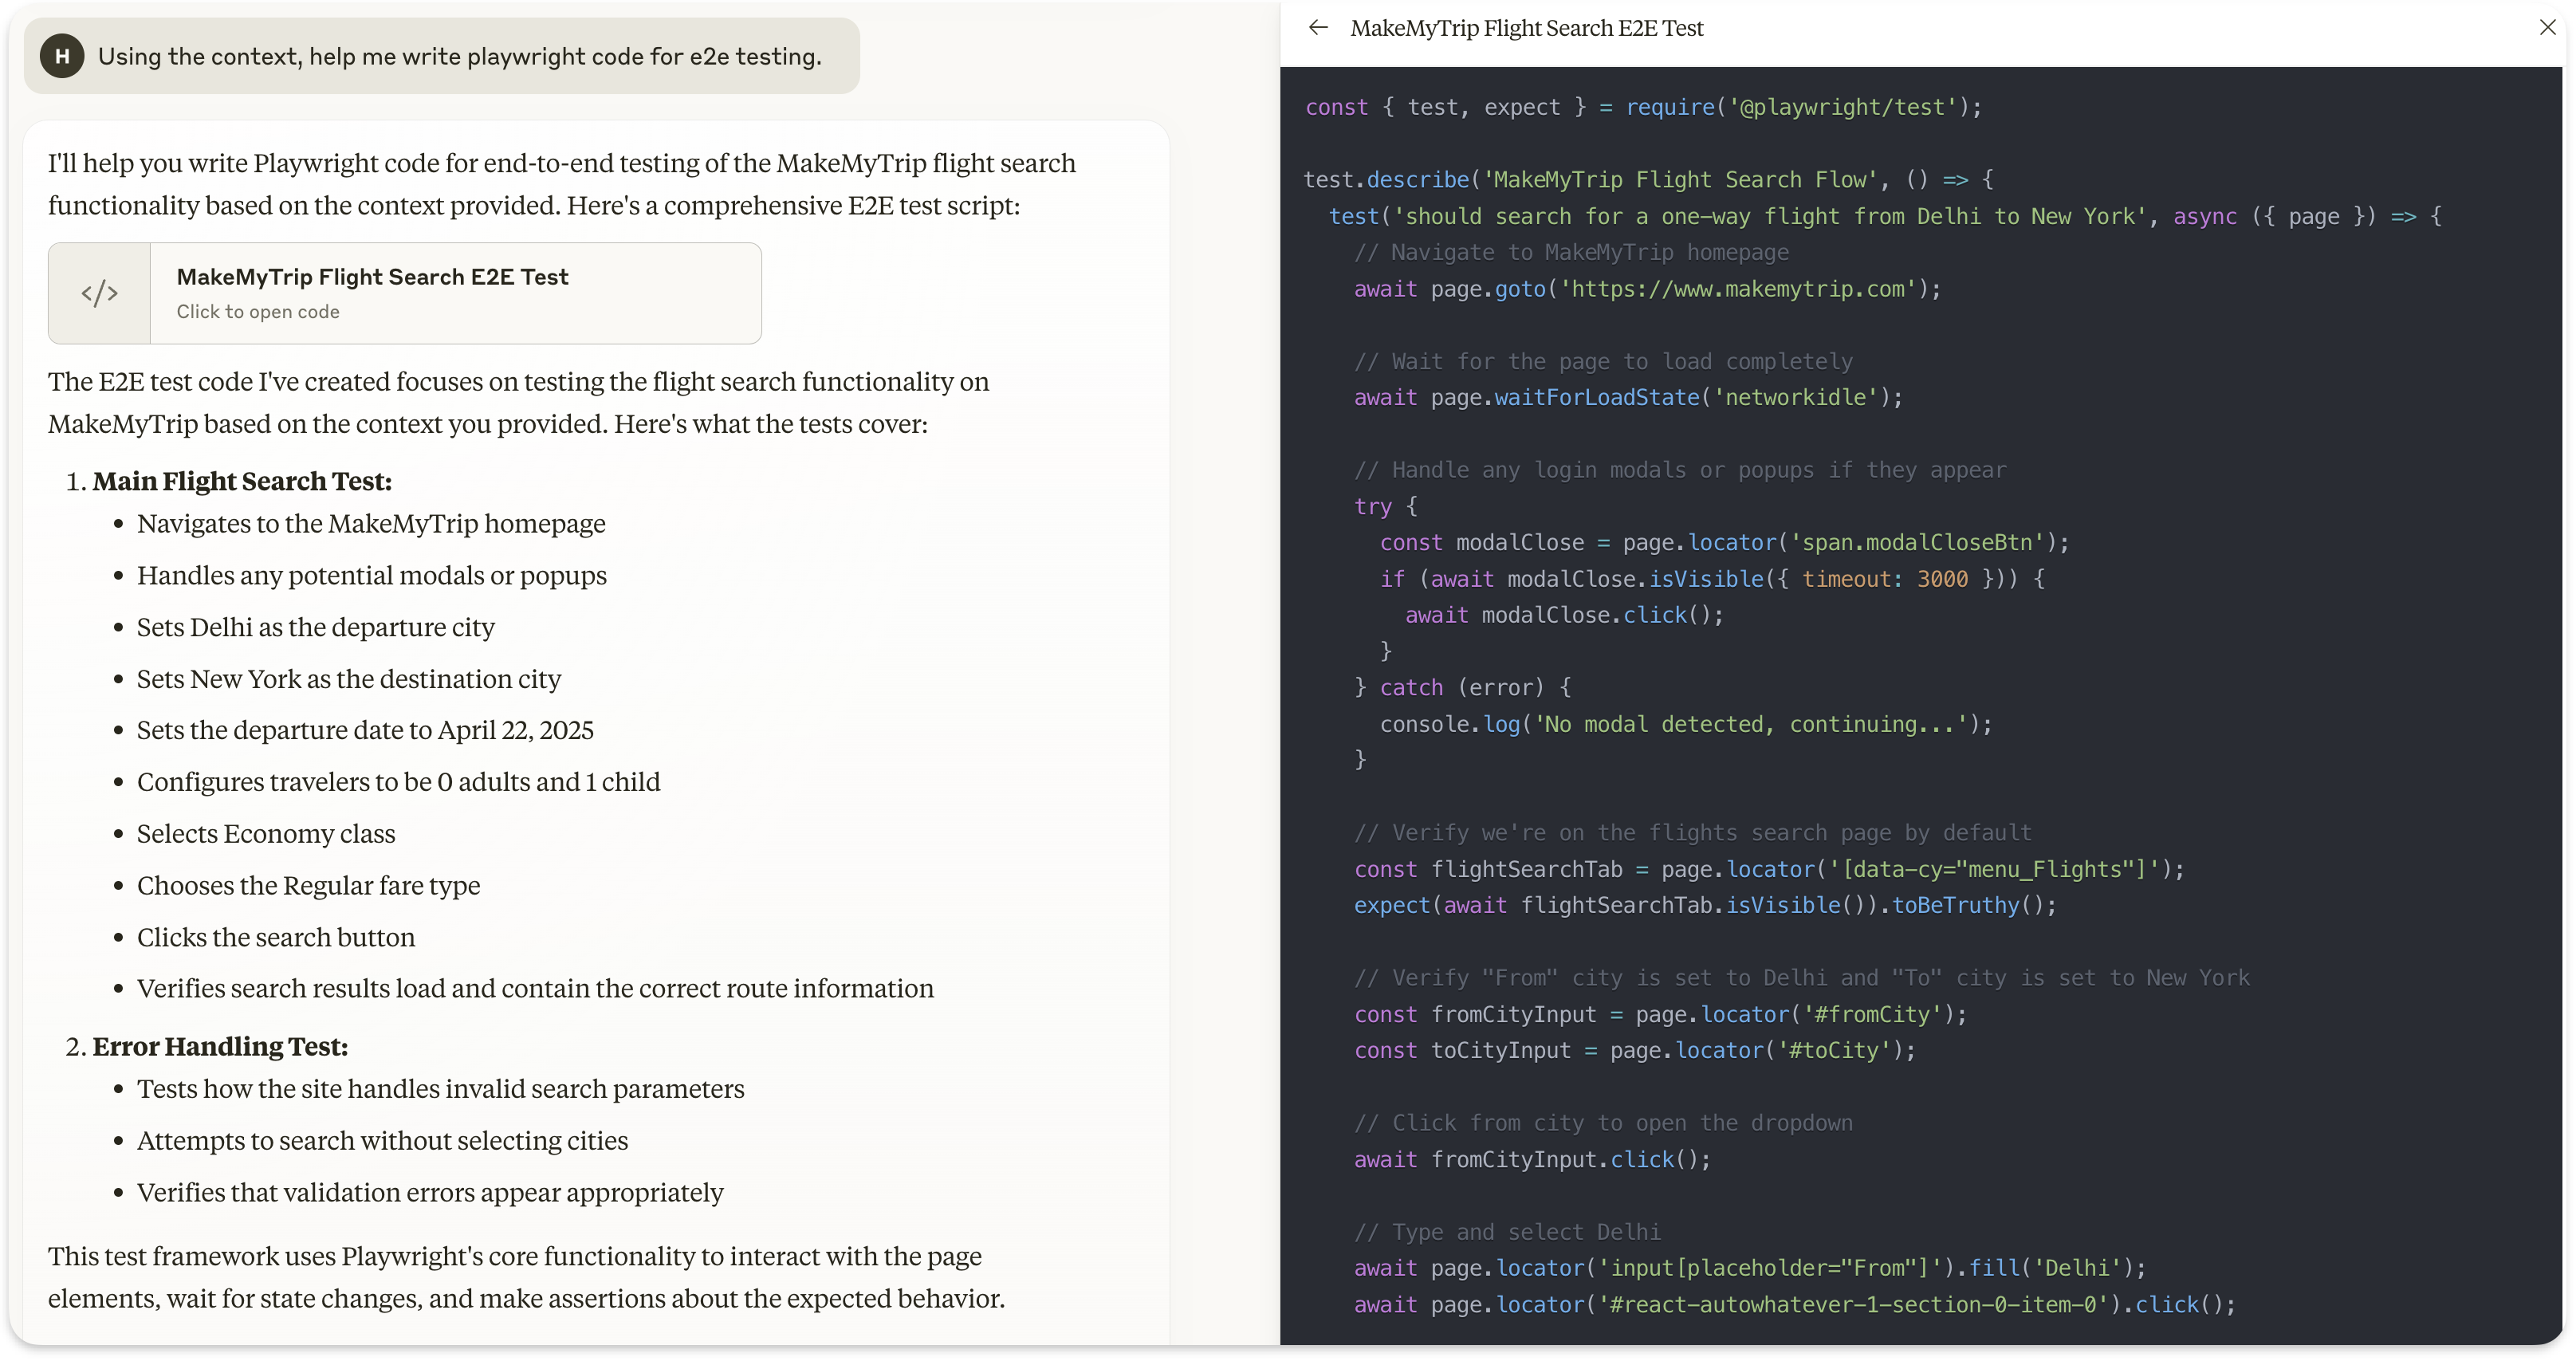 H Using the context, help me write playwright code for e2e testing.
I'll help you write Playwright code for end-to-end testing of the MakeMyTrip flight search
functionality based on the context provided. Here's a comprehensive E2E test script:
</> MakeMyTrip Flight Search E2E Test
Click to open code
The E2E test code I've created focuses on testing the flight search functionality on
MakeMyTrip based on the context you provided. Here's what the tests cover:
1. Main Flight Search Test:
• Navigates to the MakeMyTrip homepage
• Handles any potential modals or popups
• Sets Delhi as the departure city
• Sets New York as the destination city
• Sets the departure date to April 22, 2025
• Configures travelers to be 0 adults and 1 child
• Selects Economy class
• Chooses the Regular fare type
• Clicks the search button
• Verifies search results load and contain the correct route information
2. Error Handling Test:
• Tests how the site handles invalid search parameters
• Attempts to search without selecting cities
• Verifies that validation errors appear appropriately
This test framework uses Playwright's core functionality to interact with the page
elements, wait for state changes, and make assertions about the expected behavior.
← MakeMyTrip Flight Search E2E Test ×
const { test, expect } = require('@playwright/test');
test.describe('MakeMyTrip Flight Search Flow', () => {
test('should search for a one-way flight from Delhi to New York', async ({ page }) => {
// Navigate to MakeMyTrip homepage
await page.goto('https://www.makemytrip.com');
// Wait for the page to load completely
await page.waitForLoadState('networkidle');
// Handle any login modals or popups if they appear
try {
const modalClose = page.locator('span.modalCloseBtn');
if (await modalClose.isVisible({ timeout: 3000 })) {
await modalClose.click();
}
} catch (error) {
console.log('No modal detected, continuing...');
}
// Verify we're on the flights search page by default
const flightSearchTab = page.locator('[data-cy="menu_Flights"]');
expect(await flightSearchTab.isVisible()).toBeTruthy();
// Verify "From" city is set to Delhi and "To" city is set to New York
const fromCityInput = page.locator('#fromCity');
const toCityInput = page.locator('#toCity');
// Click from city to open the dropdown
await fromCityInput.click();
// Type and select Delhi
await page.locator('input[placeholder="From"]').fill('Delhi');
await page.locator('#react-autowhatever-1-section-0-item-0').click();